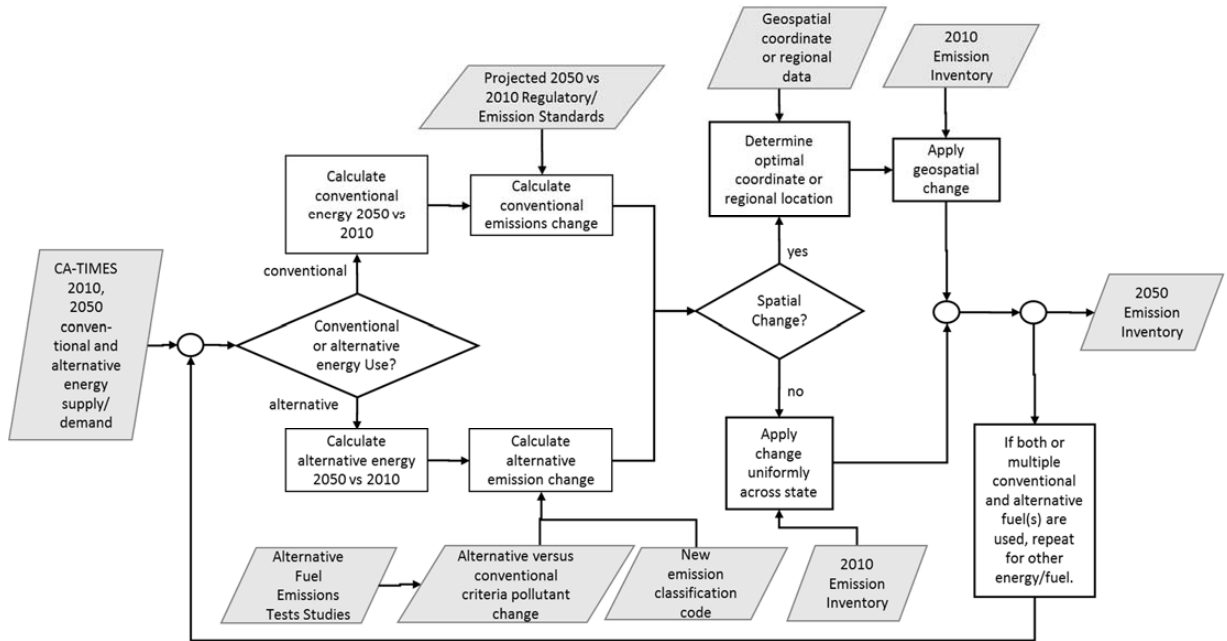 CA-TIMES
2010,
2050
conven-
tional and
alternative
energy
supply/
demand
Conventional
or alternative
energy Use?
conventional
Calculate
conventional
energy 2050 vs
2010
Projected 2050 vs
2010 Regulatory/
Emission Standards
Calculate
conventional
emissions change
alternative
Calculate
alternative energy
2050 vs 2010
Calculate
alternative
emission change
Alternative
Fuel
Emissions
Tests Studies
Alternative versus
conventional
criteria pollutant
change
New
emission
classification
code
Spatial
Change?
yes
Determine
optimal
coordinate or
regional location
Geospatial
coordinate
or regional
data
2010
Emission
Inventory
Apply
geospatial
change
no
Apply
change
uniformly
across state
2010
Emission
Inventory
2050
Emission
Inventory
If both or
multiple
conventional
and alternative
fuel(s) are
used, repeat
for other
energy/fuel.